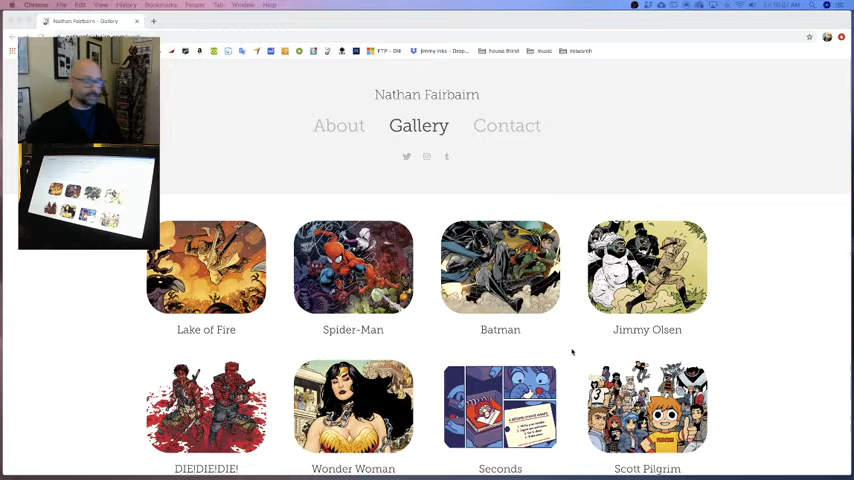 Chrome File Edit View History Bookmarks People Tab Window Help
Nathan Fairbairn - Gallery
FTP - Dill
jimmy inks - Drop...
house thirst
music
research
Nathan Fairbairn
About Gallery Contact
Lake of Fire
Spider-Man
Batman
Jimmy Olsen
DIE!DIE!DIE!
Wonder Woman
Seconds
Scott Pilgrim